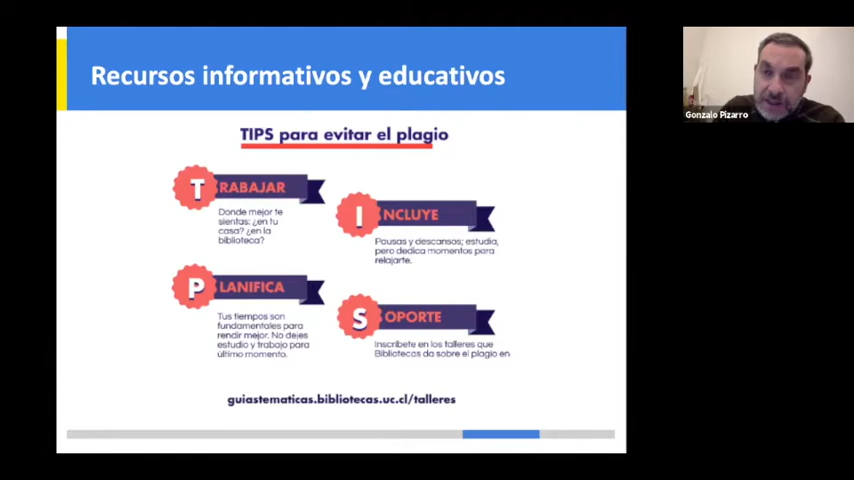 Recursos informativos y educativos
TIPS para evitar el plagio
TRABAJAR
Donde mejor te
sientas: ¿en tu
casa? ¿en la
biblioteca?
INCLUYE
Pausas y descansos; estudia,
pero dedica momentos para
relajarte.
PLANIFICA
Tus tiempos son
fundamentales para
rendir mejor. No dejes
estudio y trabajo para
último momento.
SOPORTE
Inscríbete en los talleres que
Bibliotecas da sobre el plagio en
guiastematicas.bibliotecas.uc.cl/talleres
Gonzalo Pizarro